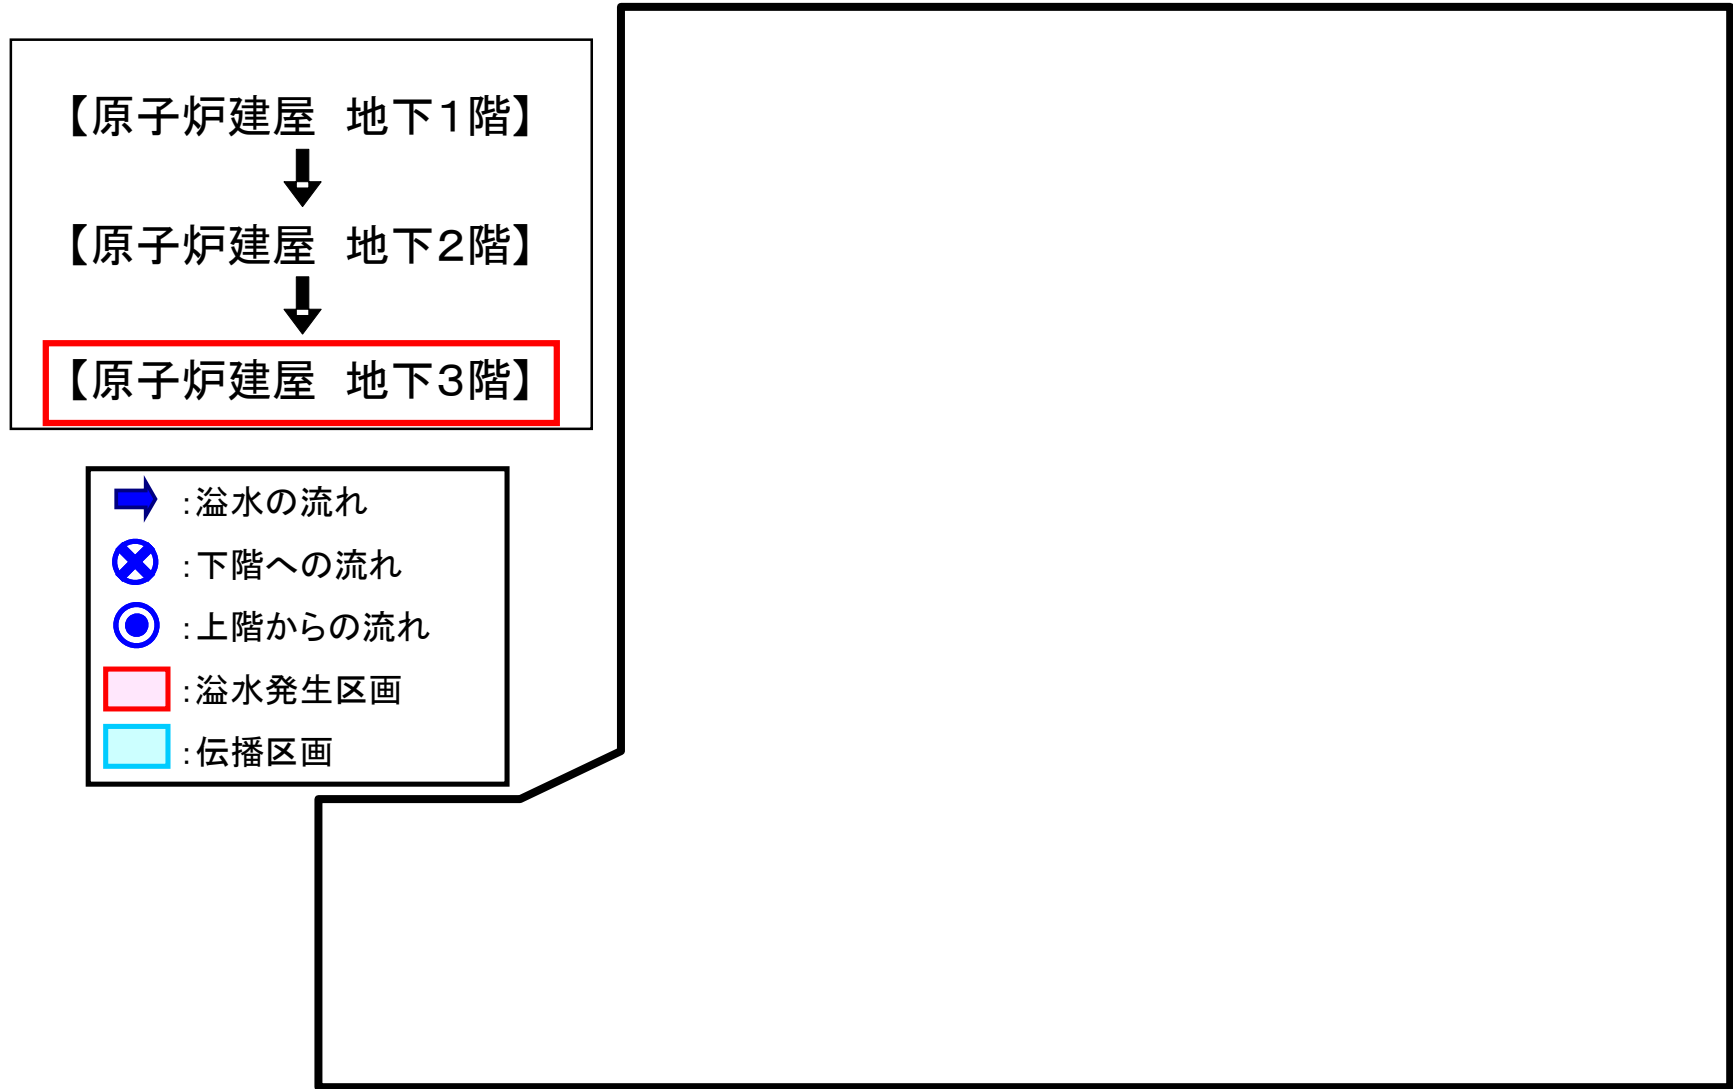 【原子炉建屋　地下１階】
【原子炉建屋　地下２階】
【原子炉建屋　地下３階】
：溢水の流れ
：下階への流れ
：上階からの流れ
：溢水発生区画
：伝播区画